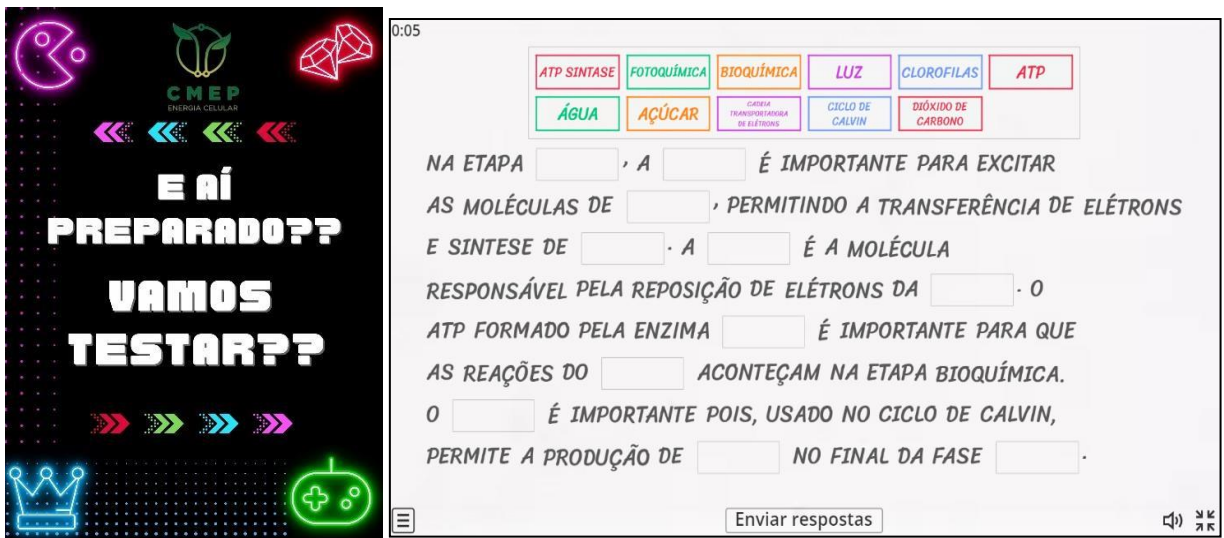 CMEP
ENERGIA CELULAR
E AÍ
PREPARADO??
VAMOS
TESTAR??
0:05
ATP SINTASE FOTOQUÍMICA BIOQUÍMICA LUZ CLOROFILAS ATP
ÁGUA AÇÚCAR CADEIA TRANSPORTADORA DE ELÉTRONS CICLO DE CALVIN DIÓXIDO DE CARBONO
NA ETAPA , A É IMPORTANTE PARA EXCITAR
AS MOLÉCULAS DE , PERMITINDO A TRANSFERÊNCIA DE ELÉTRONS
E SINTESE DE . A É A MOLÉCULA
RESPONSÁVEL PELA REPOSIÇÃO DE ELÉTRONS DA . O
ATP FORMADO PELA ENZIMA É IMPORTANTE PARA QUE
AS REAÇÕES DO ACONTEÇAM NA ETAPA BIOQUÍMICA.
O É IMPORTANTE POIS, USADO NO CICLO DE CALVIN,
PERMITE A PRODUÇÃO DE NO FINAL DA FASE .
Enviar respostas